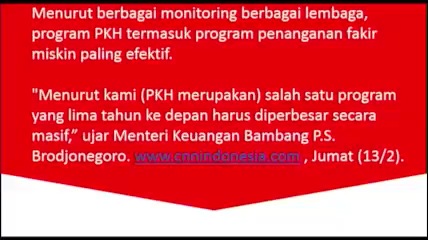 Menurut berbagai monitoring berbagai lembaga,
program PKH termasuk program penanganan fakir
miskin paling efektif.
"Menurut kami (PKH merupakan) salah satu program
yang lima tahun ke depan harus diperbesar secara
masif,” ujar Menteri Keuangan Bambang P.S.
Brodjonegoro. www.cnnindonesia.com , Jumat (13/2).